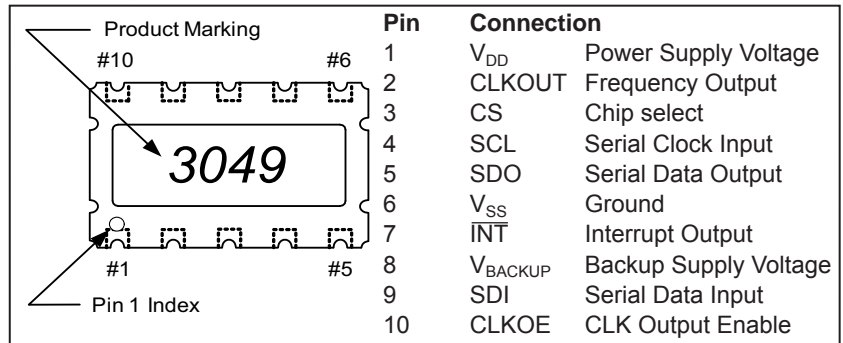 Product Marking
#10 #6
3049
#1 #5
Pin 1 Index
Pin Connection
1 VDD Power Supply Voltage
2 CLKOUT Frequency Output
3 CS Chip select
4 SCL Serial Clock Input
5 SDO Serial Data Output
6 VSS Ground
7 I̅N̅T̅ Interrupt Output
8 VBACKUP Backup Supply Voltage
9 SDI Serial Data Input
10 CLKOE CLK Output Enable